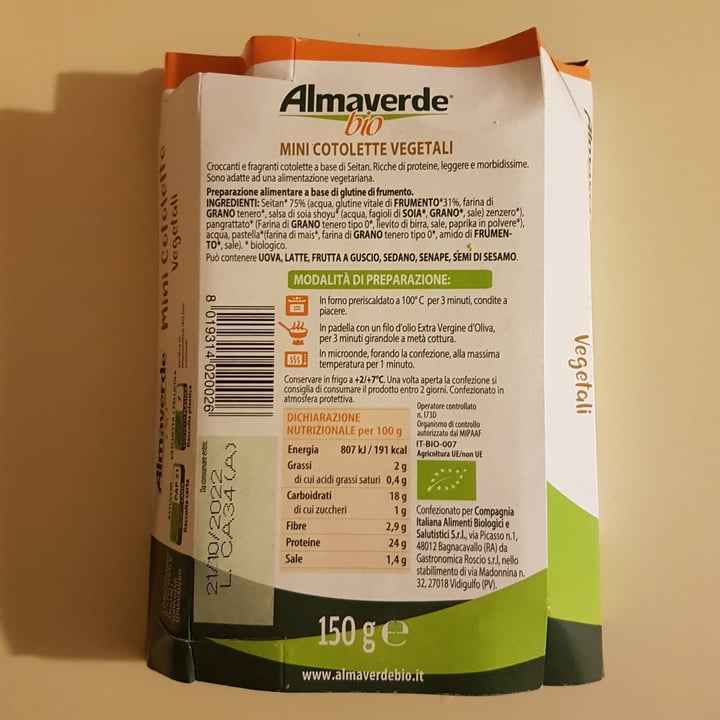 Almaverde
bio
MINI COTOLETTE VEGETALI
Croccanti e fragranti cotolette a base di Seitan. Ricche di proteine, leggere e morbidissime.
Sono adatte ad una alimentazione vegetariana.
Preparazione alimentare a base di glutine di frumento.
INGREDIENTI: Seitan* 75% (acqua, glutine vitale di FRUMENTO*31%, farina di
GRANO tenero*, salsa di soia shoyu* (acqua, fagioli di SOIA*, GRANO*, sale) zenzero*),
pangrattato* (Farina di GRANO tenero tipo 0*, lievito di birra, sale, paprika in polvere*),
acqua, pastella*(farina di mais*, farina di GRANO tenero tipo 0*, amido di FRUMEN-
TO*, sale). * biologico.
Può contenere UOVA, LATTE, FRUTTA A GUSCIO, SEDANO, SENAPE, SEMI DI SESAMO.
MODALITÀ DI PREPARAZIONE:
In forno preriscaldato a 100° C per 3 minuti, condite a
piacere.
In padella con un filo d'olio Extra Vergine d'Oliva,
per 3 minuti girandole a metà cottura.
In microonde, forando la confezione, alla massima
temperatura per 1 minuto.
Conservare in frigo a +2/+7°C. Una volta aperta la confezione si
consiglia di consumare il prodotto entro 2 giorni. Confezionato in
atmosfera protettiva.
8 019314 020026
DICHIARAZIONE
NUTRIZIONALE per 100 g
Energia 807 kJ / 191 kcal
Grassi 2 g
di cui acidi grassi saturi 0,4 g
Carboidrati 18 g
di cui zuccheri 1 g
Fibre 2,9 g
Proteine 24 g
Sale 1,4 g
Operatore controllato
n. I73D
Organismo di controllo
autorizzato dal MIPAAF
IT-BIO-007
Agricoltura UE/non UE
Confezionato per Compagnia
Italiana Alimenti Biologici e
Salutistici S.r.l., via Picasso n.1,
48012 Bagnacavallo (RA) da
Gastronomica Roscio s.r.l, nello
stabilimento di via Madonnina n.
32, 27018 Vidigulfo (PV).
Da consumare entro:
21/10/2022
L. CA34(A)
150 g e
www.almaverdebio.it
Almaverde
Mini Cotolette
Vegetali
PAP 21
Raccolta carta
Raccolta plastica
Vegetali